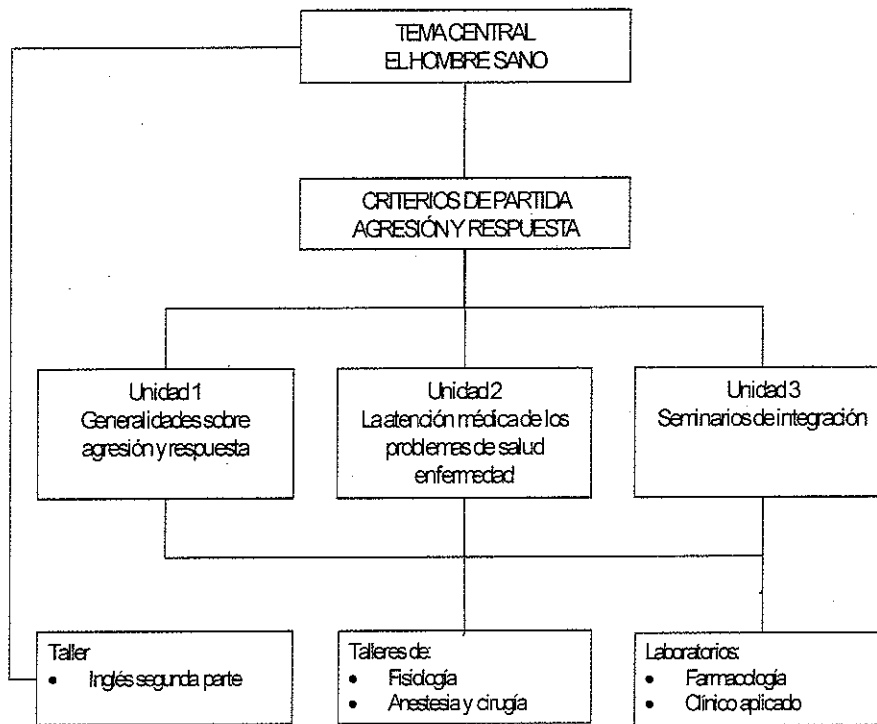 TEMA CENTRAL
EL HOMBRE SANO
CRITERIOS DE PARTIDA
AGRESIÓN Y RESPUESTA
Unidad 1
Generalidades sobre
agresión y respuesta
Unidad 2
La atención médica de los
problemas de salud
enfermedad
Unidad 3
Seminarios de integración
Taller
• Inglés segunda parte
Talleres de:
• Fisiología
• Anestesia y cirugía
Laboratorios:
• Farmacología
• Clínico aplicado